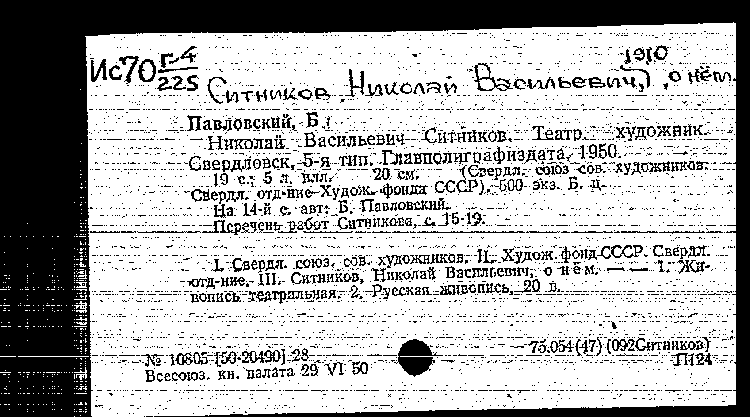 1910
Ис70 Г-4
225
Ситников, Николай Васильевич, о нём.
Павловский, Б.
Николай Васильевич Ситников. Театр. художник.
Свердловск, 5-я тип. Главполиграфиздата, 1950.
19 с.; 5 л. илл. 20 см. (Свердл. союз сов. художников.
Свердл. отд-ние Худож. фонда СССР). 500 экз. Б. ц.
На 14-й с. авт: Б. Павловский.
Перечень работ Ситникова, с. 15-19.
I. Свердл. союз. сов. художников. II. Худож. фонд СССР. Свердл.
отд-ние. III. Ситников, Николай Васильевич, о нем. — — 1. Жи-
вопись театральная. 2. Русская живопись, 20 в.
75.054(47)(092Ситников)
№ 10805 [50-20490] 28 П124
Всесоюз. кн. палата 29 VI 50